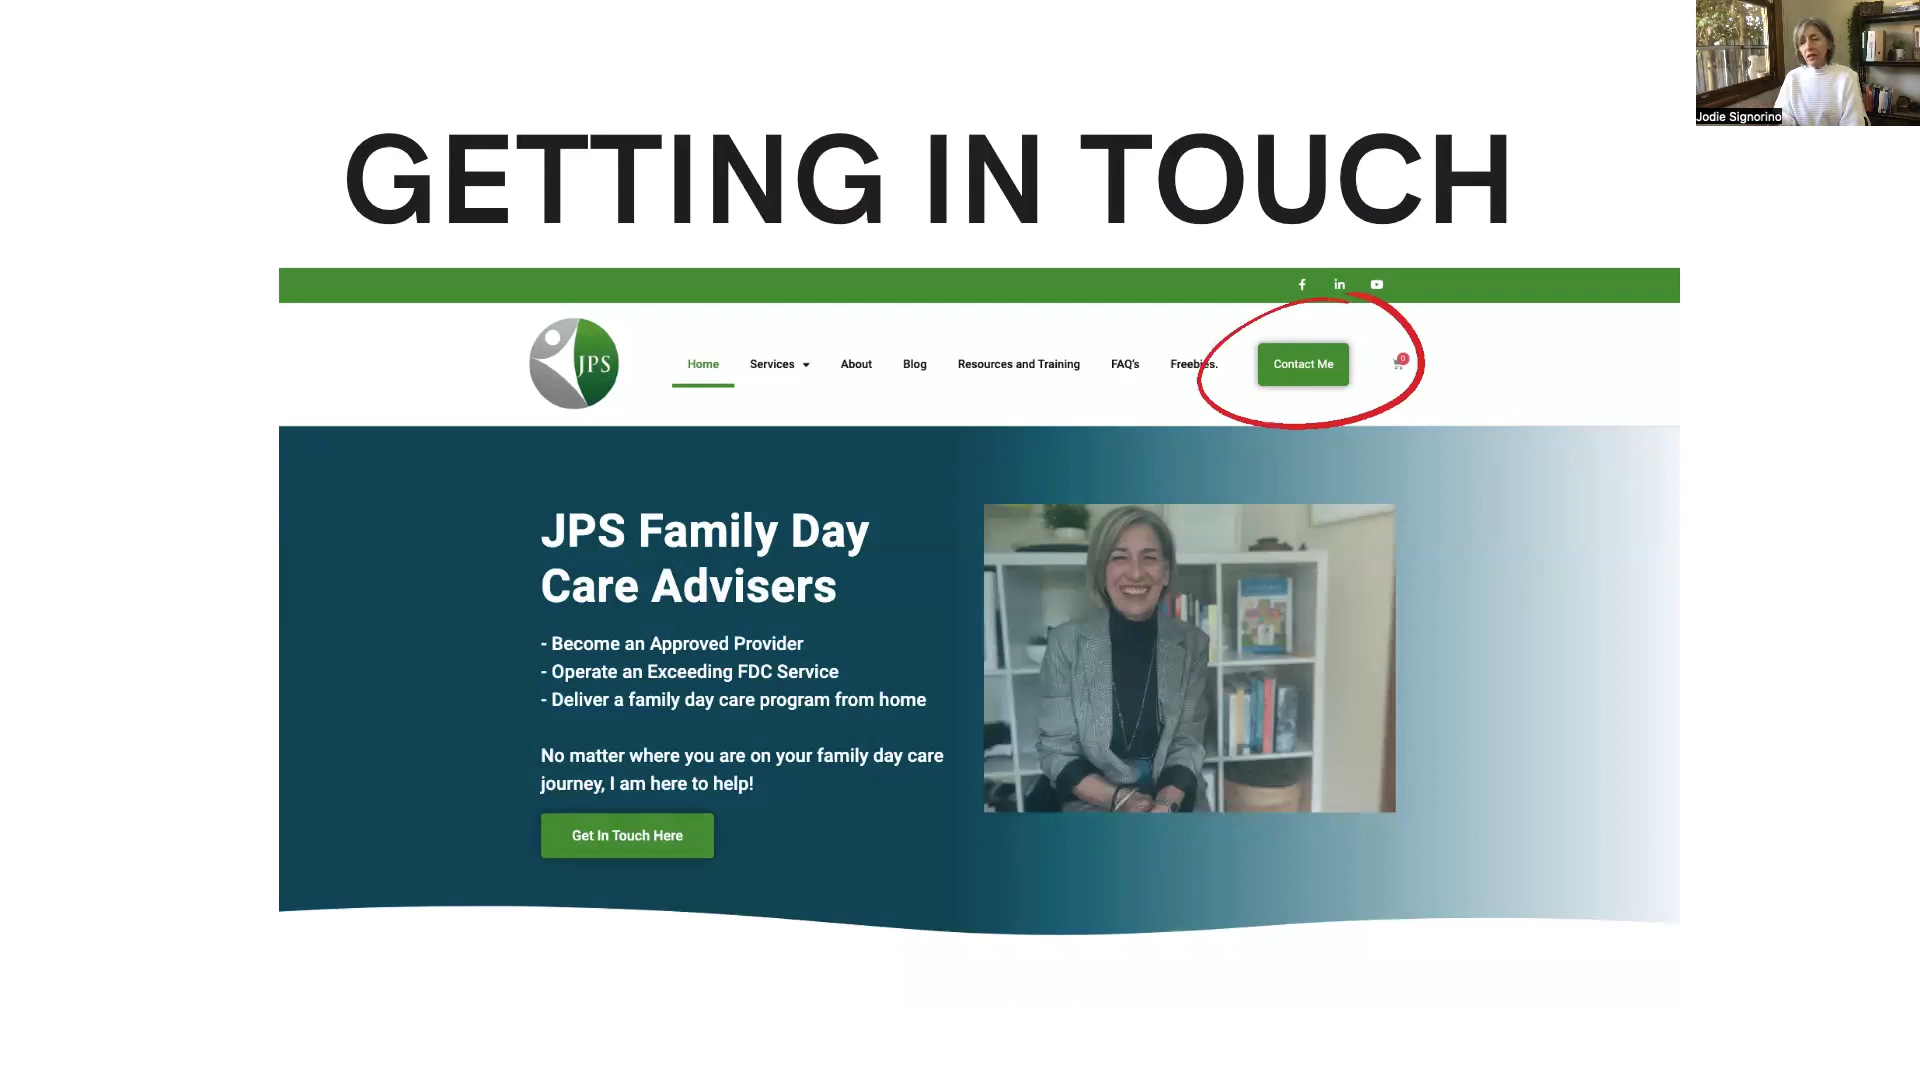 Jodie Signorino
GETTING IN TOUCH
JPS
Home Services About Blog Resources and Training FAQ's Freebies. Contact Me 0
JPS Family Day
Care Advisers
- Become an Approved Provider
- Operate an Exceeding FDC Service
- Deliver a family day care program from home
No matter where you are on your family day care
journey, I am here to help!
Get In Touch Here